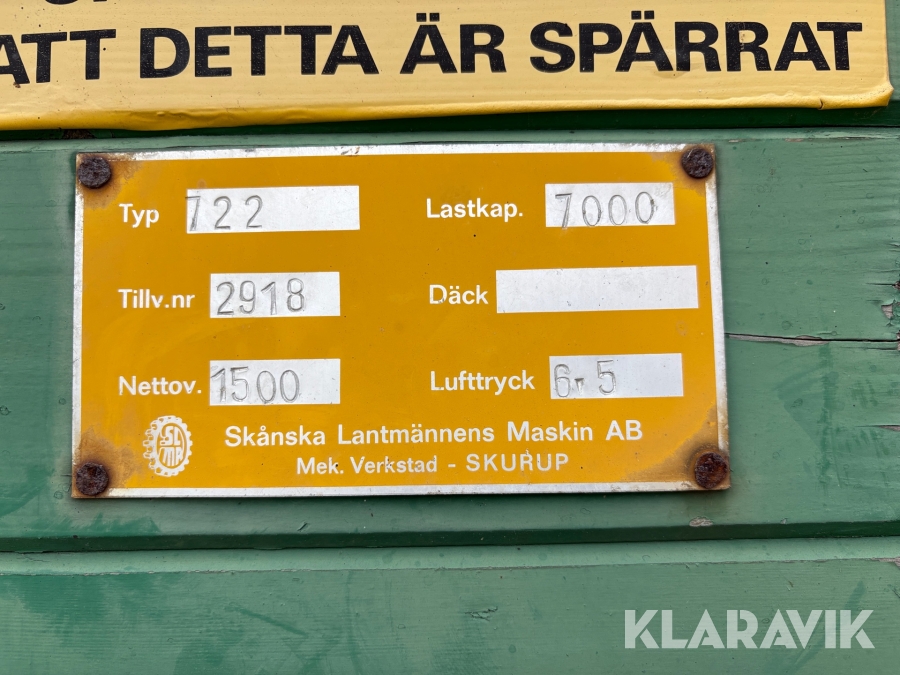 ATT DETTA ÄR SPÄRRAT
Typ 722 Lastkap. 7000
Tillv.nr 2918 Däck
Nettov. 1500 Lufttryck 6,5
SLMA Skånska Lantmännens Maskin AB
Mek. Verkstad - SKURUP
KLARAVIK